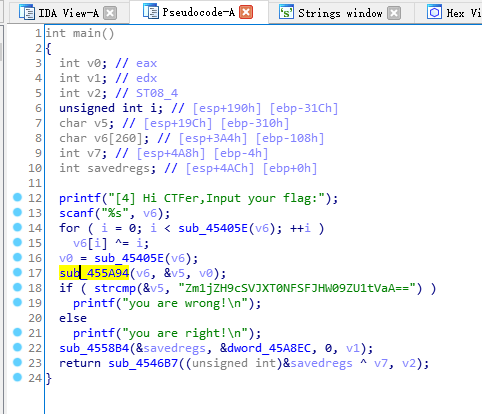 IDA View-A Pseudocode-A Strings window Hex Vi
1 int main()
2 {
3 int v0; // eax
4 int v1; // edx
5 int v2; // ST08_4
6 unsigned int i; // [esp+190h] [ebp-31Ch]
7 char v5; // [esp+19Ch] [ebp-310h]
8 char v6[260]; // [esp+3A4h] [ebp-108h]
9 int v7; // [esp+4A8h] [ebp-4h]
10 int savedregs; // [esp+4ACh] [ebp+0h]
11
12 printf("[4] Hi CTFer,Input your flag:");
13 scanf("%s", v6);
14 for ( i = 0; i < sub_45405E(v6); ++i )
15 v6[i] ^= i;
16 v0 = sub_45405E(v6);
17 sub_455A94(v6, &v5, v0);
18 if ( strcmp(&v5, "Zm1jZH9cSVJXT0NFSFJHW09ZU1tVaA==") )
19 printf("you are wrong!\n");
20 else
21 printf("you are right!\n");
22 sub_4558B4(&savedregs, &dword_45A8EC, 0, v1);
23 return sub_4546B7((unsigned int)&savedregs ^ v7, v2);
24 }